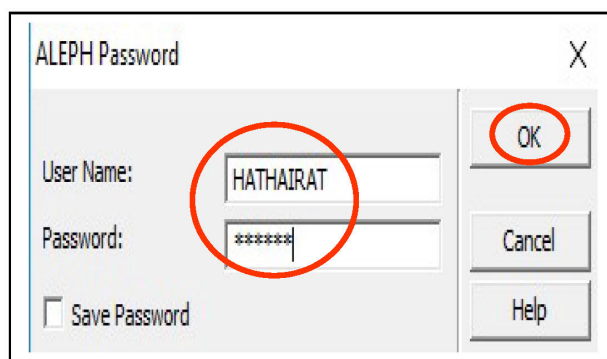 ALEPH Password X
OK
User Name: HATHAIRAT
Password: ******
Cancel
Save Password
Help